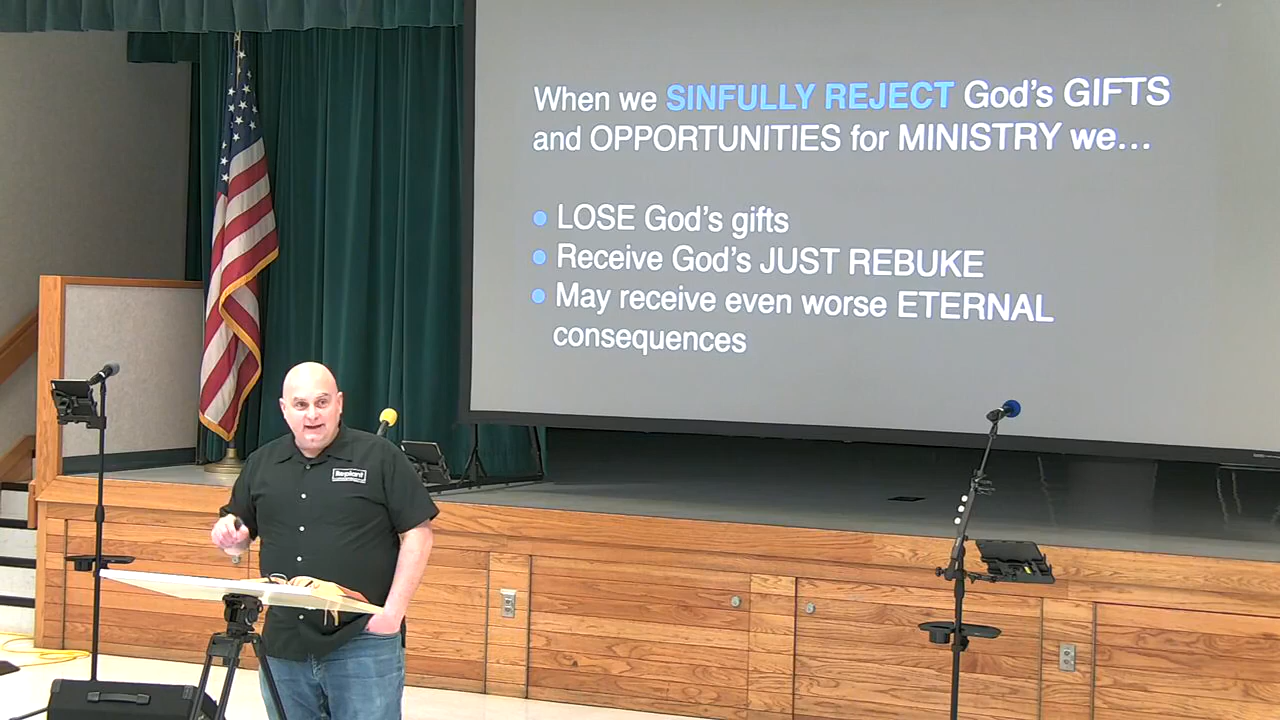 When we SINFULLY REJECT God's GIFTS
and OPPORTUNITIES for MINISTRY we...
• LOSE God's gifts
• Receive God's JUST REBUKE
• May receive even worse ETERNAL
consequences